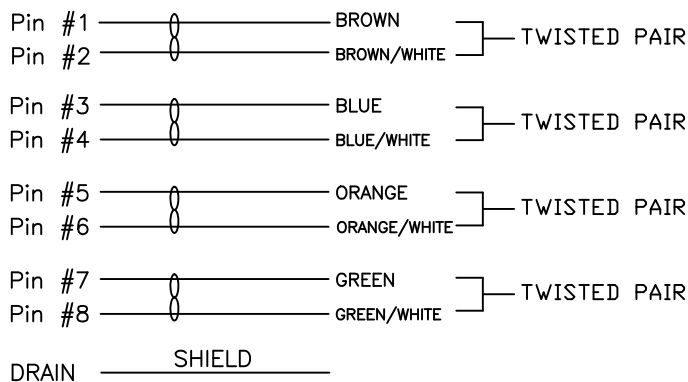 Pin #1 BROWN
TWISTED PAIR
Pin #2 BROWN/WHITE
Pin #3 BLUE
TWISTED PAIR
Pin #4 BLUE/WHITE
Pin #5 ORANGE
TWISTED PAIR
Pin #6 ORANGE/WHITE
Pin #7 GREEN
TWISTED PAIR
Pin #8 GREEN/WHITE
SHIELD
DRAIN